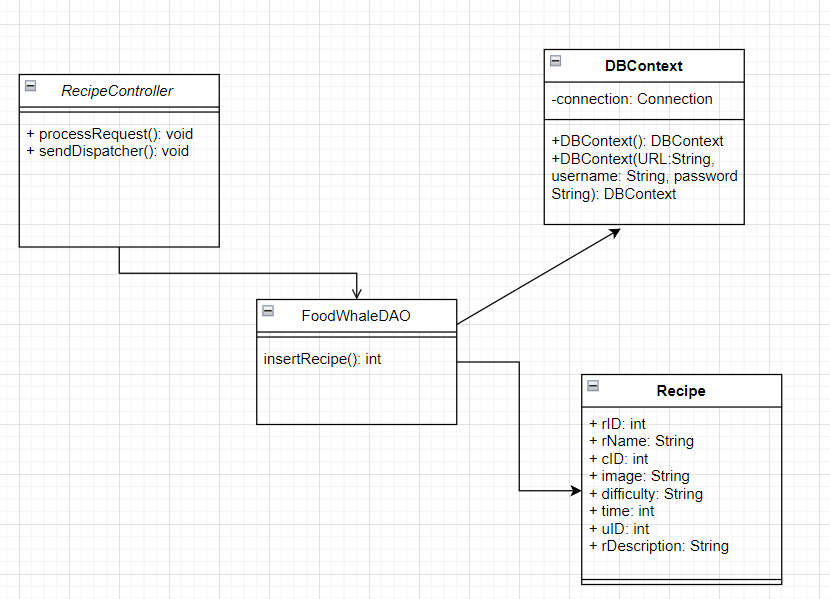 RecipeController
+ processRequest(): void
+ sendDispatcher(): void
DBContext
-connection: Connection
+DBContext(): DBContext
+DBContext(URL:String,
username: String, password
String): DBContext
FoodWhaleDAO
insertRecipe(): int
Recipe
+ rID: int
+ rName: String
+ cID: int
+ image: String
+ difficulty: String
+ time: int
+ uID: int
+ rDescription: String